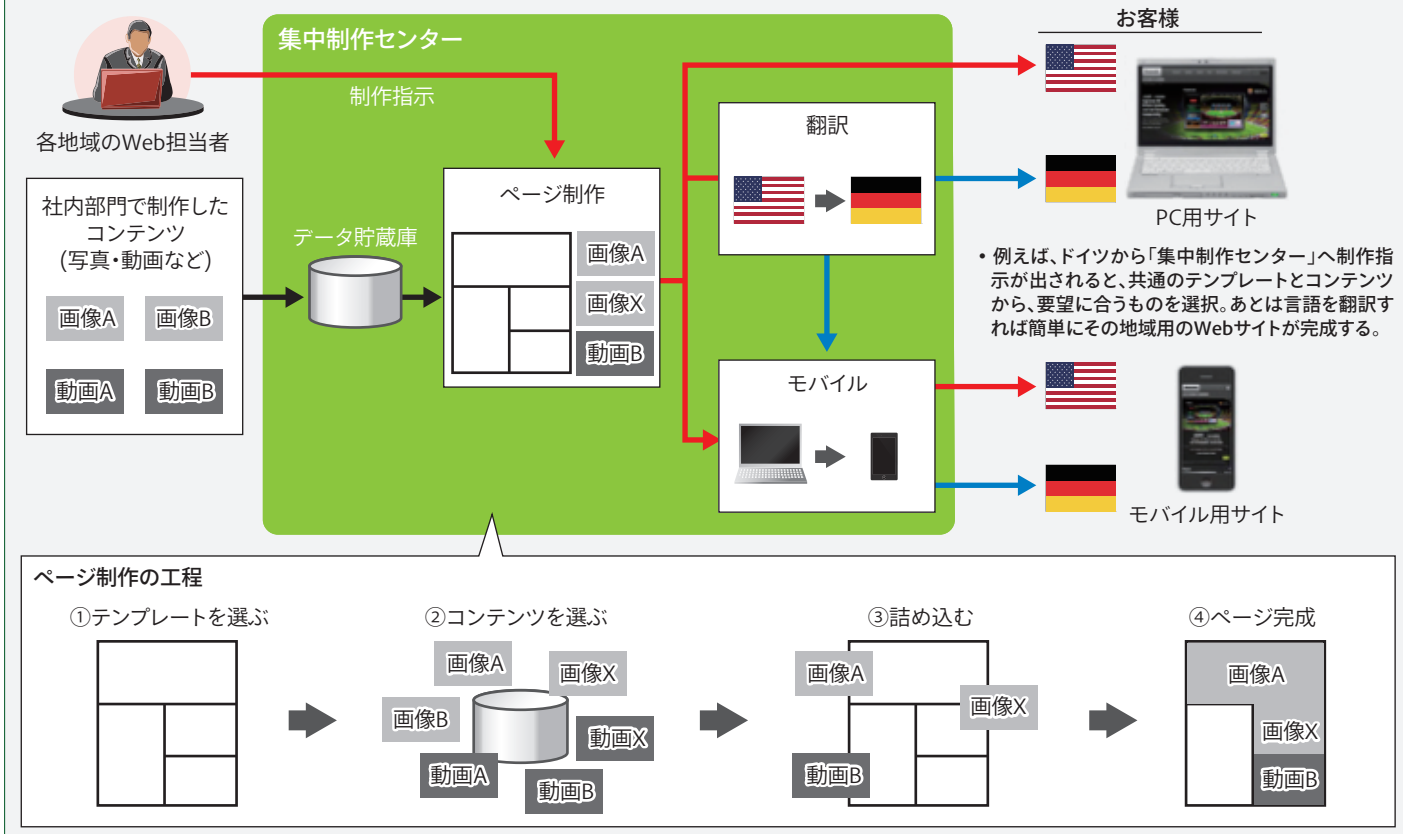 お客様
集中制作センター
制作指示
各地域のWeb担当者
社内部門で制作した
コンテンツ
(写真・動画など)
画像A
画像B
動画A
動画B
データ貯蔵庫
ページ制作
画像A
画像X
動画B
翻訳
モバイル
PC用サイト
• 例えば、ドイツから「集中制作センター」へ制作指
示が出されると、共通のテンプレートとコンテンツ
から、要望に合うものを選択。あとは言語を翻訳す
れば簡単にその地域用のWebサイトが完成する。
モバイル用サイト
ページ制作の工程
①テンプレートを選ぶ
②コンテンツを選ぶ
画像A
画像X
画像B
動画X
動画A
動画B
③詰め込む
画像A
画像X
動画B
④ページ完成
画像A
画像X
動画B